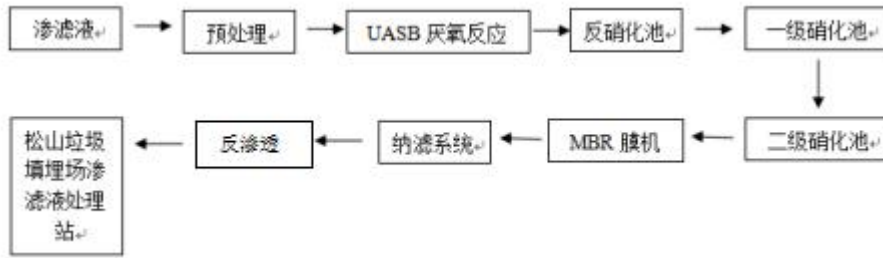 渗滤液
预处理
UASB 厌氧反应
反硝化池
一级硝化池
二级硝化池
MBR 膜机
纳滤系统
反渗透
松山垃圾
填埋场渗
滤液处理
站